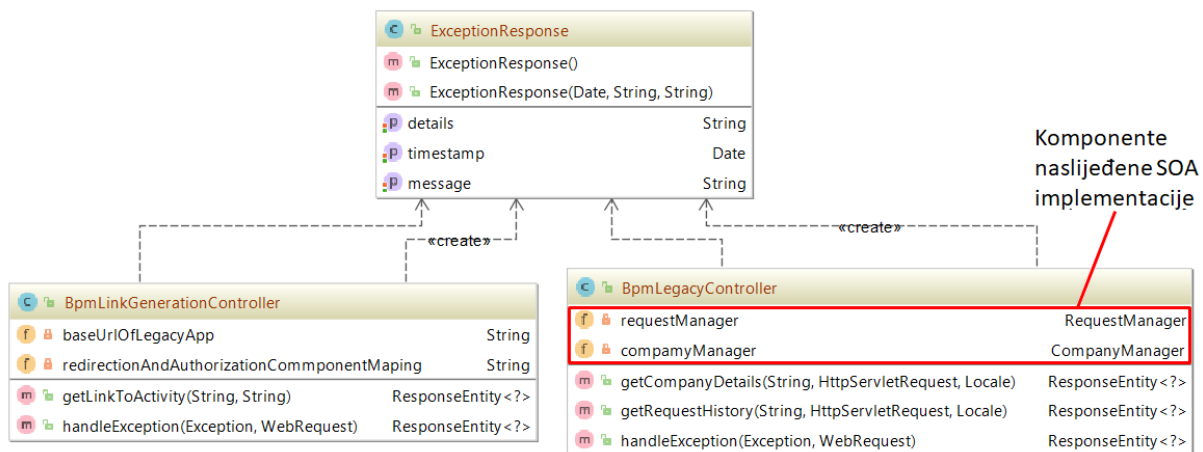 ExceptionResponse
ExceptionResponse()
ExceptionResponse(Date, String, String)
details String
timestamp Date
message String
Komponente
naslijeđene SOA
implementacije
«create»
«create»
BpmLinkGenerationController
baseUrlOfLegacyApp String
redirectionAndAuthorizationCommponentMaping String
getLinkToActivity(String, String) ResponseEntity<?>
handleException(Exception, WebRequest) ResponseEntity<?>
BpmLegacyController
requestManager RequestManager
compamyManager CompanyManager
getCompanyDetails(String, HttpServletRequest, Locale) ResponseEntity<?>
getRequestHistory(String, HttpServletRequest, Locale) ResponseEntity<?>
handleException(Exception, WebRequest) ResponseEntity<?>